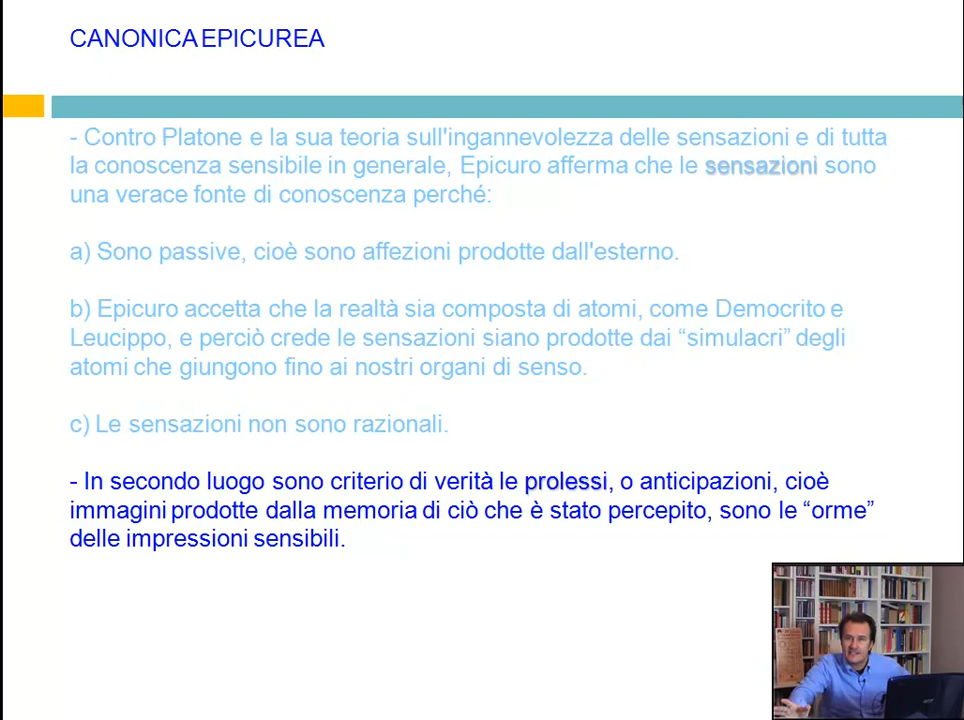 CANONICA EPICUREA
- Contro Platone e la sua teoria sull'ingannevolezza delle sensazioni e di tutta
la conoscenza sensibile in generale, Epicuro afferma che le sensazioni sono
una verace fonte di conoscenza perché:
a) Sono passive, cioè sono affezioni prodotte dall'esterno.
b) Epicuro accetta che la realtà sia composta di atomi, come Democrito e
Leucippo, e perciò crede le sensazioni siano prodotte dai “simulacri” degli
atomi che giungono fino ai nostri organi di senso.
c) Le sensazioni non sono razionali.
- In secondo luogo sono criterio di verità le prolessi, o anticipazioni, cioè
immagini prodotte dalla memoria di ciò che è stato percepito, sono le “orme”
delle impressioni sensibili.